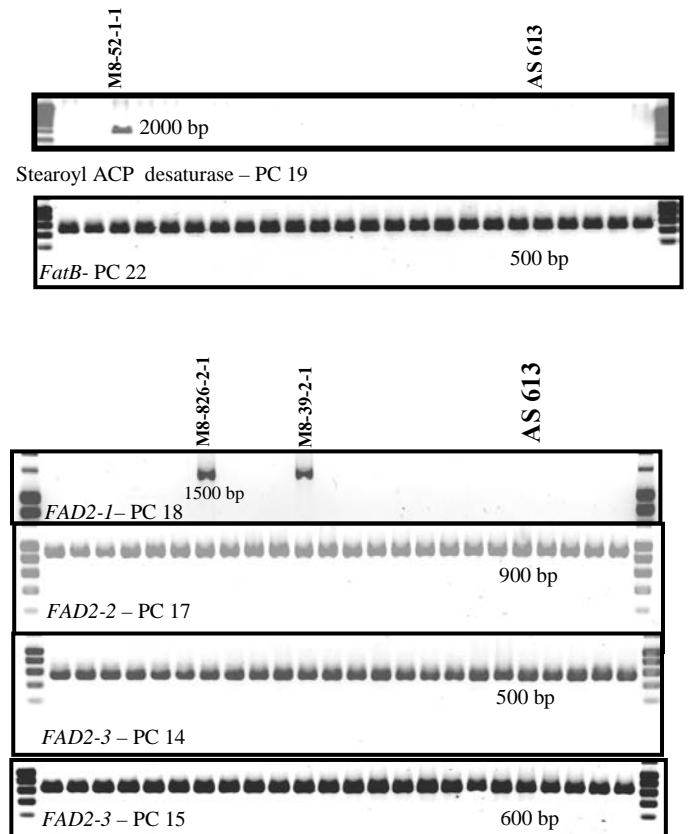 M8-52-1-1
AS 613
2000 bp
Stearoyl ACP desaturase – PC 19
500 bp
FatB- PC 22
M8-826-2-1
M8-39-2-1
AS 613
1500 bp
FAD2-1– PC 18
900 bp
FAD2-2 – PC 17
500 bp
FAD2-3 – PC 14
FAD2-3 – PC 15
600 bp